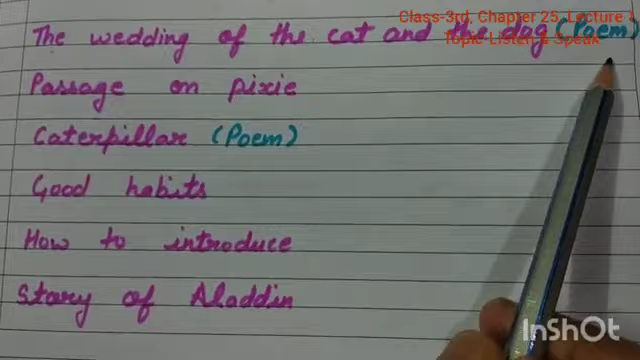 Class-3rd, Chapter 25, Lecture 1
Topic-Listen & Speak
The wedding of the cat and the dog (Poem)
Passage on pixie
Caterpillar (Poem)
Good habits
How to introduce
Story of Aladdin
InShOt